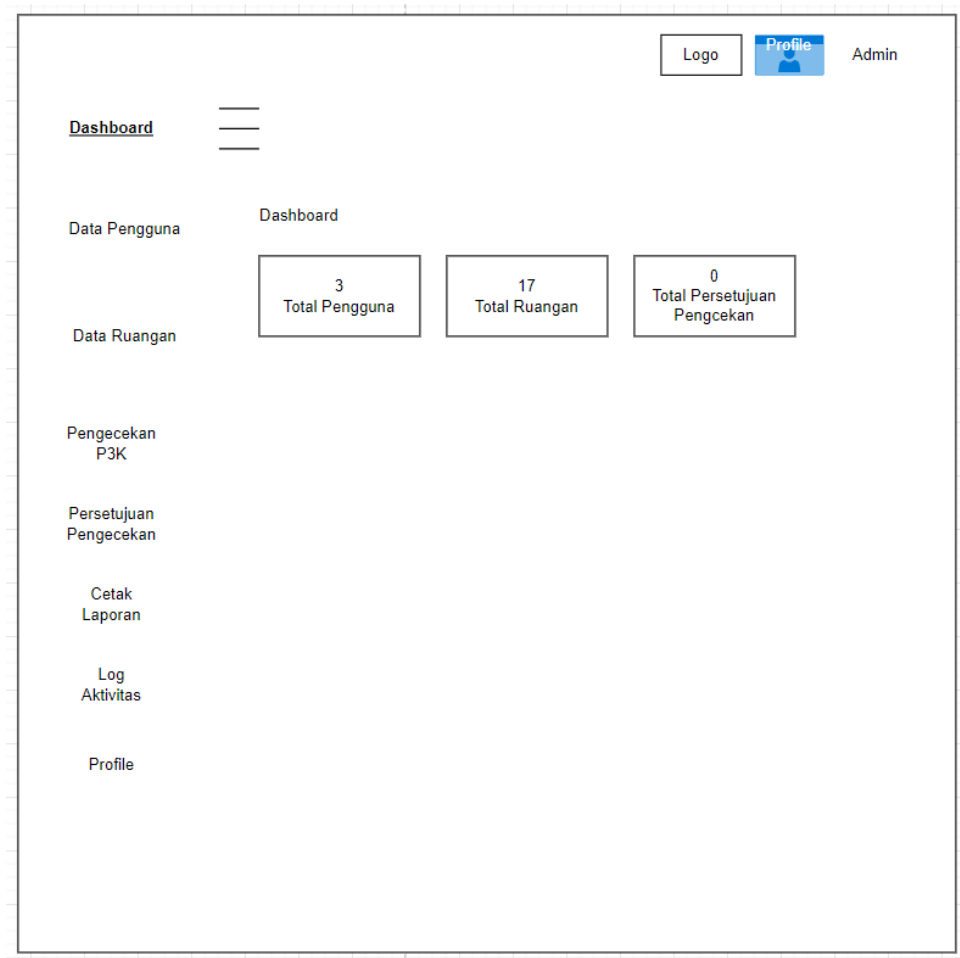 Logo
Profile
Admin
Dashboard
Data Pengguna
Dashboard
3
Total Pengguna
17
Total Ruangan
0
Total Persetujuan
Pengcekan
Data Ruangan
Pengecekan
P3K
Persetujuan
Pengecekan
Cetak
Laporan
Log
Aktivitas
Profile